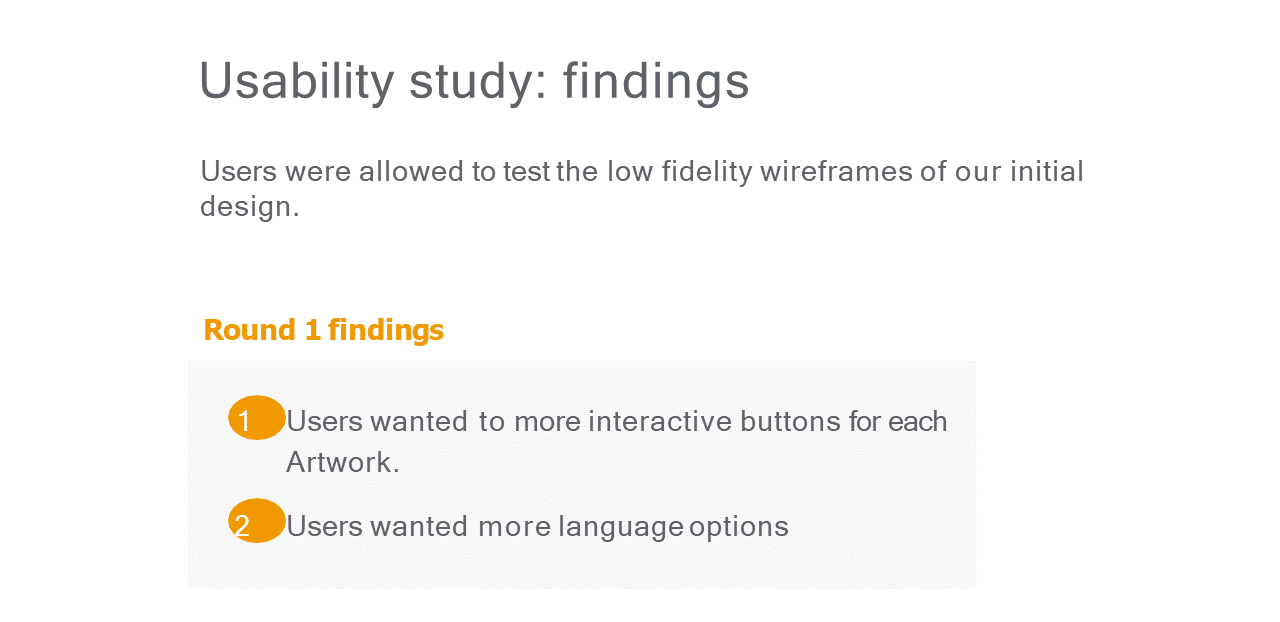 Usability study: findings
Users were allowed to test the low fidelity wireframes of our initial
design.
Round 1 findings
1 Users wanted to more interactive buttons for each
Artwork.
2 Users wanted more language options